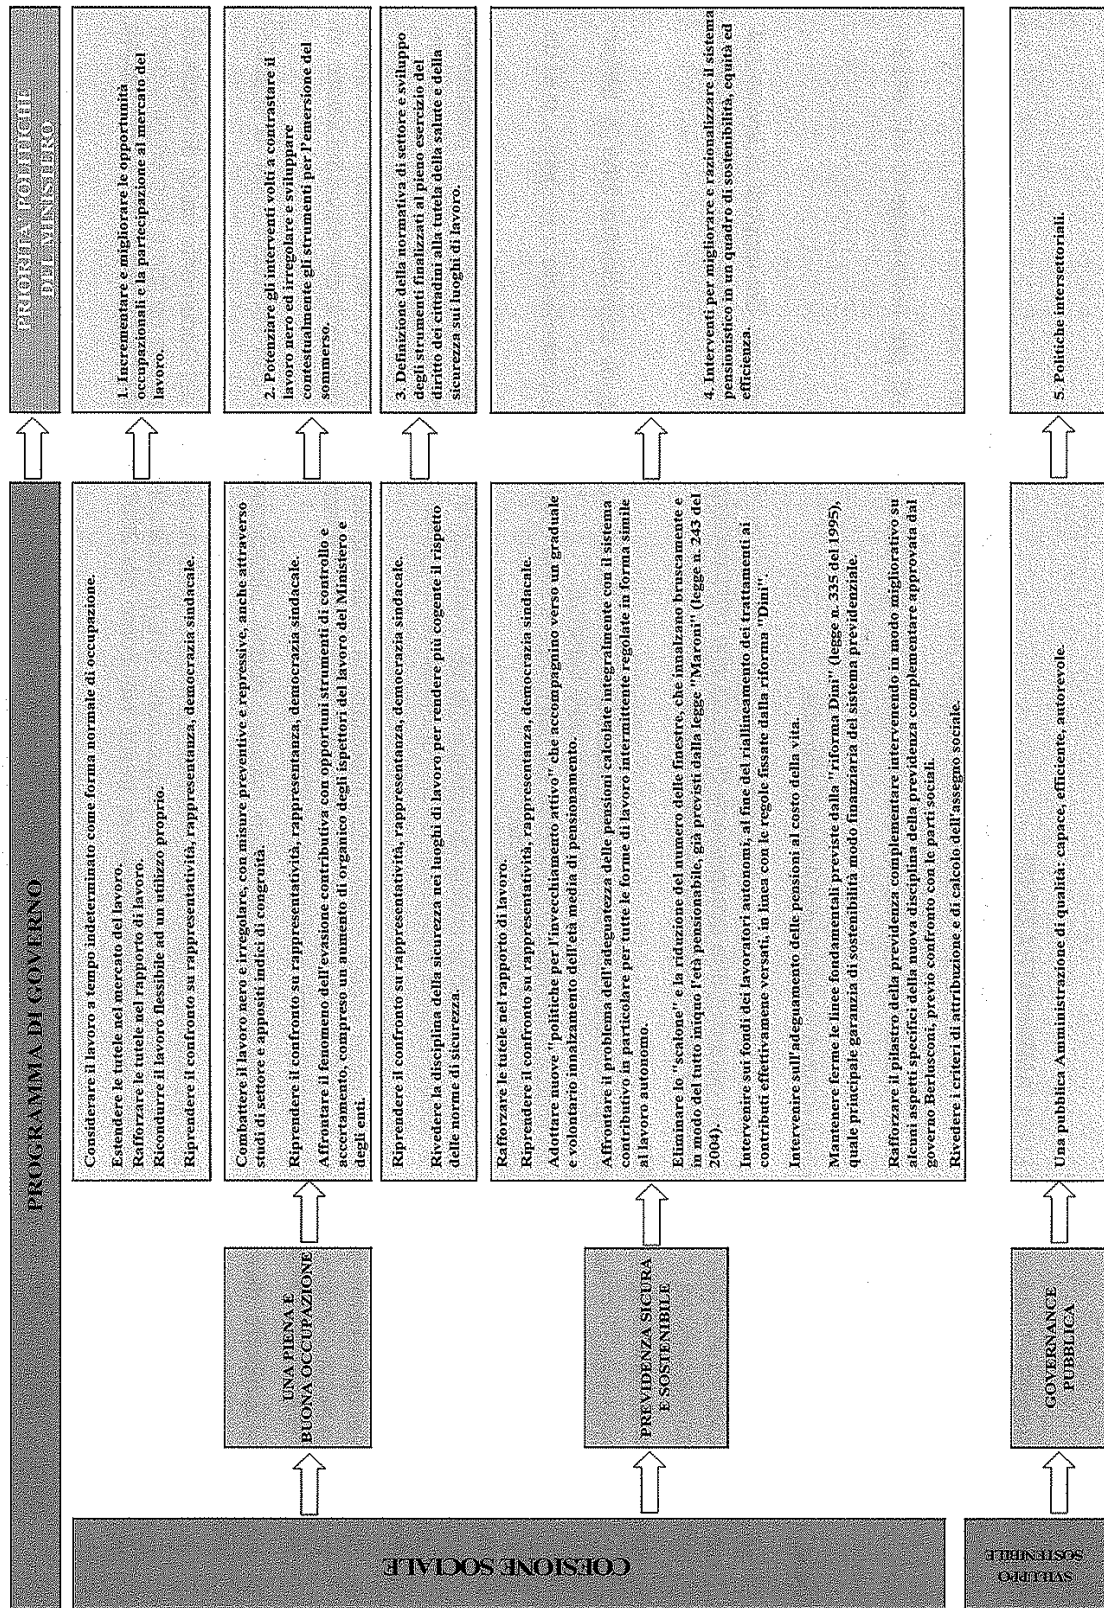 PROGRAMMA DI GOVERNO
PRIORITÀ POLITICHE
DEL MINISTERO
COESIONE SOCIALE
UNA PIENA E
BUONA OCCUPAZIONE
Considerare il lavoro a tempo indeterminato come forma normale di occupazione.
Estendere le tutele nel mercato del lavoro.
Rafforzare le tutele nel rapporto di lavoro.
Ricondurre il lavoro flessibile ad un utilizzo proprio.
Riprendere il confronto su rappresentatività, rappresentanza, democrazia sindacale.
1. Incrementare e migliorare le opportunità
occupazionali e la partecipazione al mercato del
lavoro.
Combattere il lavoro nero e irregolare, con misure preventive e repressive, anche attraverso
studi di settore e appositi indici di congruità.
Riprendere il confronto su rappresentatività, rappresentanza, democrazia sindacale.
Affrontare il fenomeno dell'evasione contributiva con opportuni strumenti di controllo e
accertamento, compreso un aumento di organico degli ispettori del lavoro del Ministero e
degli enti.
2. Potenziare gli interventi volti a contrastare il
lavoro nero ed irregolare e sviluppare
contestualmente gli strumenti per l'emersione del
sommerso.
Riprendere il confronto su rappresentatività, rappresentanza, democrazia sindacale.
Rivedere la disciplina della sicurezza nei luoghi di lavoro per rendere più cogente il rispetto
delle norme di sicurezza.
3. Definizione della normativa di settore e sviluppo
degli strumenti finalizzati al pieno esercizio del
diritto dei cittadini alla tutela della salute e della
sicurezza sui luoghi di lavoro.
PREVIDENZA SICURA
E SOSTENIBILE
Rafforzare le tutele nel rapporto di lavoro.
Riprendere il confronto su rappresentatività, rappresentanza, democrazia sindacale.
Adottare nuove "politiche per l'invecchiamento attivo" che accompagnino verso un graduale
e volontario innalzamento dell'età media di pensionamento.
Affrontare il problema dell'adeguatezza delle pensioni calcolate integralmente con il sistema
contributivo in particolare per tutte le forme di lavoro intermittente regolate in forma simile
al lavoro autonomo.
Eliminare lo "scalone" e la riduzione del numero delle finestre, che innalzano bruscamente e
in modo del tutto iniquo l'età pensionabile, già previsti dalla legge "Maroni" (legge n. 243 del
2004).
Intervenire sui fondi dei lavoratori autonomi, al fine del riallineamento dei trattamenti ai
contributi effettivamente versati, in linea con le regole fissate dalla riforma "Dini".
Intervenire sull'adeguamento delle pensioni al costo della vita.
Mantenere ferme le linee fondamentali previste dalla "riforma Dini" (legge n. 335 del 1995),
quale principale garanzia di sostenibilità modo finanziaria del sistema previdenziale.
Rafforzare il pilastro della previdenza complementare intervenendo in modo migliorativo su
alcuni aspetti specifici della nuova disciplina della previdenza complementare approvata dal
governo Berlusconi, previo confronto con le parti sociali.
Rivedere i criteri di attribuzione e di calcolo dell'assegno sociale.
4. Interventi per migliorare e razionalizzare il sistema
pensionistico in un quadro di sostenibilità, equità ed
efficienza.
SVILUPPO
SOSTENIBILE
GOVERNANCE
PUBBLICA
Una pubblica Amministrazione di qualità: capace, efficiente, autorevole.
5. Politiche intersettoriali.